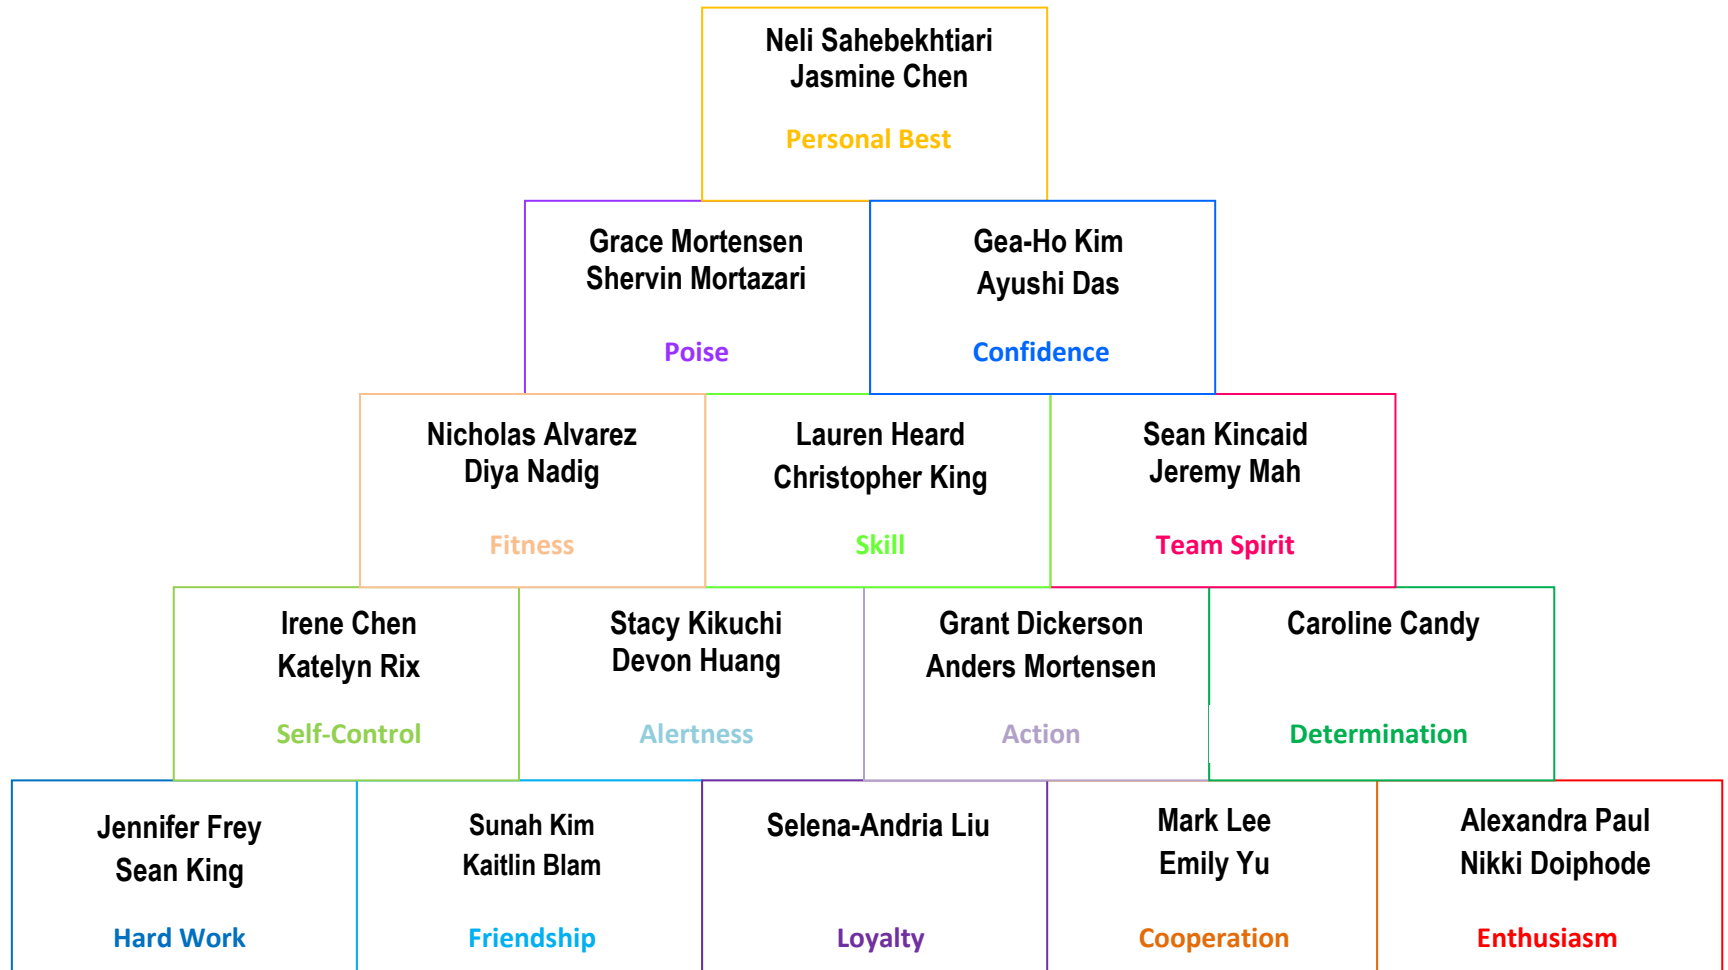 Neli Sahebekhtiari
Jasmine Chen
Personal Best
Grace Mortensen
Shervin Mortazari
Poise
Gea-Ho Kim
Ayushi Das
Confidence
Nicholas Alvarez
Diya Nadig
Fitness
Lauren Heard
Christopher King
Skill
Sean Kincaid
Jeremy Mah
Team Spirit
Irene Chen
Katelyn Rix
Self-Control
Stacy Kikuchi
Devon Huang
Alertness
Grant Dickerson
Anders Mortensen
Action
Caroline Candy
Determination
Jennifer Frey
Sean King
Hard Work
Sunah Kim
Kaitlin Blam
Friendship
Selena-Andria Liu
Loyalty
Mark Lee
Emily Yu
Cooperation
Alexandra Paul
Nikki Doiphode
Enthusiasm